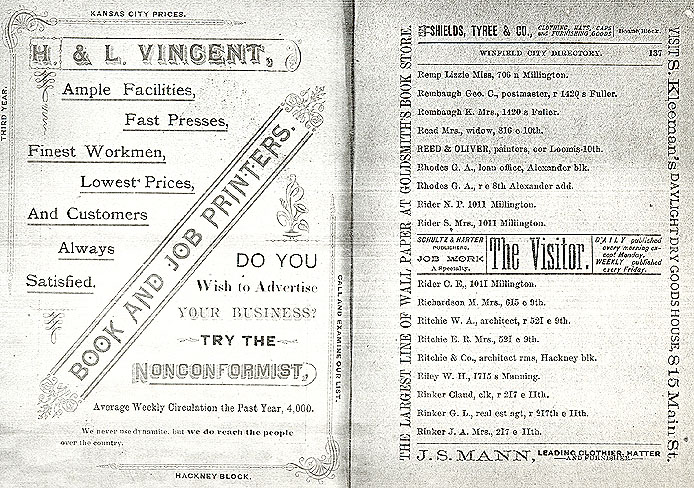 KANSAS CITY PRICES.
THIRD YEAR.
H. & L. VINCENT,
Ample Facilities,
Fast Presses,
Finest Workmen,
Lowest Prices,
And Customers
Always
Satisfied.
BOOK AND JOB PRINTERS.
DO YOU
Wish to Advertise
YOUR BUSINESS?
TRY THE
NONCONFORMIST,
Average Weekly Circulation the Past Year, 4,000.
We never use dynamite, but we do reach the people
over the country.
CALL AND EXAMINE OUR LIST.
HACKNEY BLOCK.
THE LARGEST LINE OF WALL PAPER AT GOLDSMITH'S BOOK STORE.
SHIELDS, TYREE & CO., CLOTHING, HATS, CAPS and FURNISHING GOODS
WINFIELD CITY DIRECTORY. 137
Remp Lizzie Miss, 706 n Millington.
Rembaugh Geo. C., postmaster, r 1420 s Fuller.
Rembaugh K. Mrs., 1420 s Fuller.
Read Mrs., widow, 316 e 10th.
REED & OLIVER, painters, cor Loomis-10th.
Rhodes G. A., loan office, Alexander blk.
Rhodes G. A., r e 8th Alexander add.
Rider N. P. 1011 Millington.
Rider S. Mrs., 1011 Millington.
SCHULTZ & HARTER
PUBLISHERS,
JOB WORK
A Specialty.
The Visitor.
DAILY published
every morning ex-
cept Monday.
WEEKLY published
every Friday.
Rider C. E., 1011 Millington.
Richardson M. Mrs., 615 e 9th.
Ritchie W. A., architect, r 521 e 9th.
Ritchie E. R. Mrs., 521 e 9th.
Ritchie & Co., architect rms, Hackney blk.
Riley W. H., 1715 s Manning.
Rinker Claud, clk, r 217 e 11th.
Rinker G. L., real est agt, r 217th e 11th.
Rinker J. A. Mrs., 217 e 11th.
J. S. MANN, LEADING CLOTHIER, HATTER
AND FURNISHER
VISIT S. Kleeman's DAYLIGHT DRY GOODS HOUSE, 815 Main St.